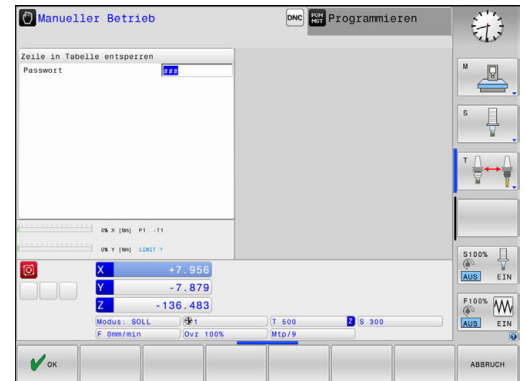 Manueller Betrieb
DNC
PGM
MGT
Programmieren
Zeile in Tabelle entsperren
Passwort ###
0% X [Nm] P1 -T1
0% Y [Nm] LIMIT ?
X +7.956
Y -7.879
Z -136.483
Modus: SOLL 1 T 500 Z S 300
F 0mm/min Ovr 100% Mtp/9
M
S
T
S100%
AUS EIN
F100%
AUS EIN
OK
ABBRUCH